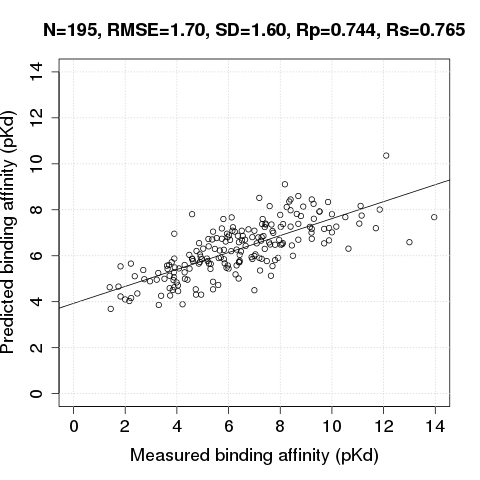 N=195, RMSE=1.70, SD=1.60, Rp=0.744, Rs=0.765
Predicted binding affinity (pKd)
14
12
10
8
6
4
2
0
0 2 4 6 8 10 12 14
Measured binding affinity (pKd)